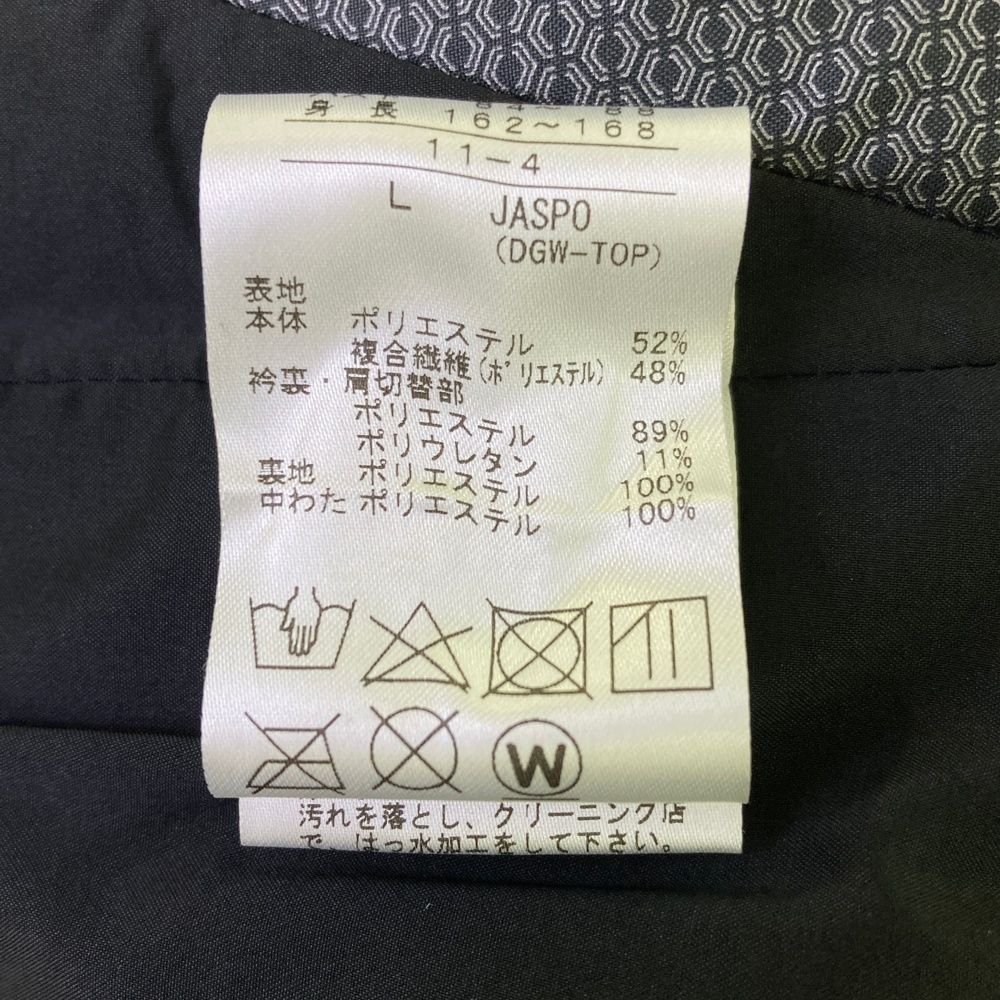 身長 162~168
11-4
L JASPO
(DGW-TOP)
表地
本体 ポリエステル 52%
複合繊維(ポリエステル) 48%
衿裏・肩切替部
ポリエステル 89%
ポリウレタン 11%
裏地 ポリエステル 100%
中わた ポリエステル 100%
W
汚れを落とし、クリーニング店
で、はっ水加工をして下さい。